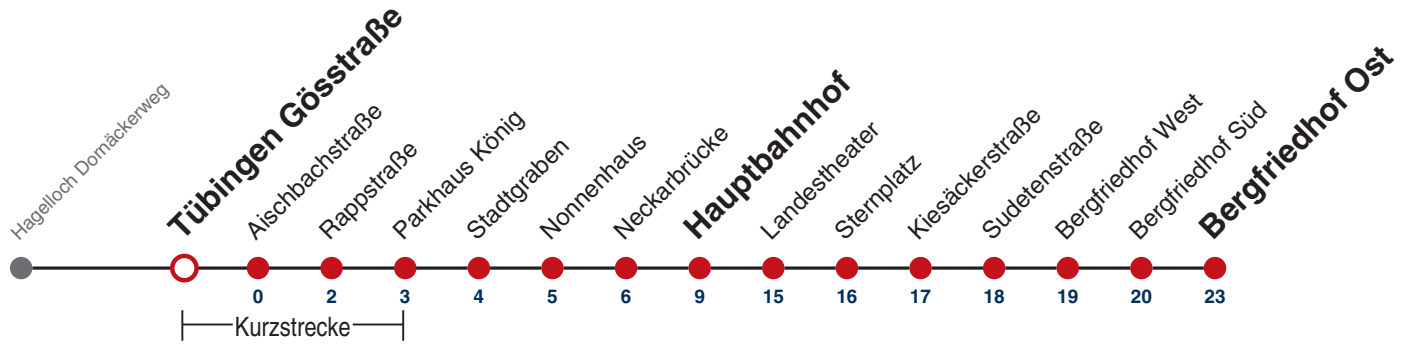 Hagelloch Dornäckerweg
Tübingen Gösstraße
Aischbachstraße
Rappstraße
Parkhaus König
Stadtgraben
Nonnenhaus
Neckarbrücke
Hauptbahnhof
Landestheater
Sternplatz
Kiesäckerstraße
Sudetenstraße
Bergfriedhof West
Bergfriedhof Süd
Bergfriedhof Ost
0 2 3 4 5 6 9 15 16 17 18 19 20 23
Kurzstrecke